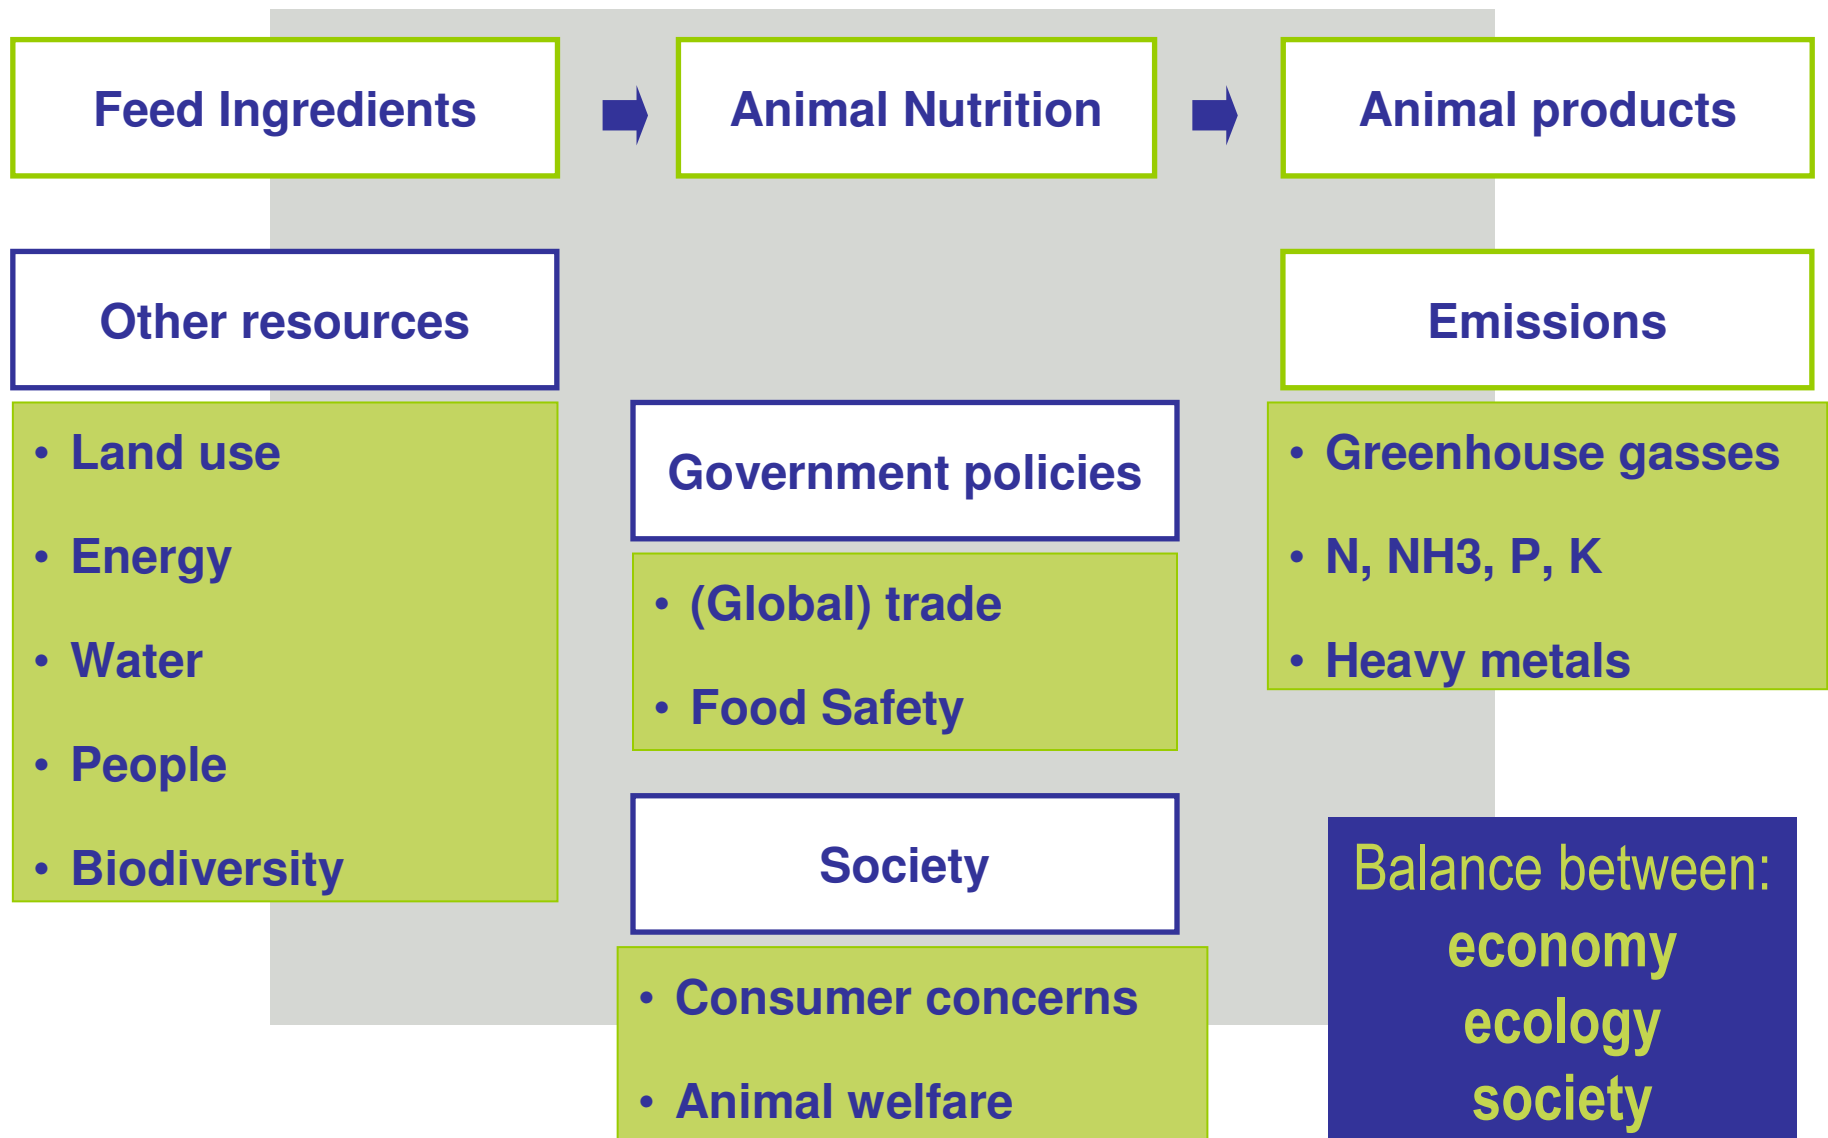 Feed Ingredients
Animal Nutrition
Animal products
Other resources
• Land use
• Energy
• Water
• People
• Biodiversity
Government policies
• (Global) trade
• Food Safety
Society
• Consumer concerns
• Animal welfare
Emissions
• Greenhouse gasses
• N, NH3, P, K
• Heavy metals
Balance between:
economy
ecology
society